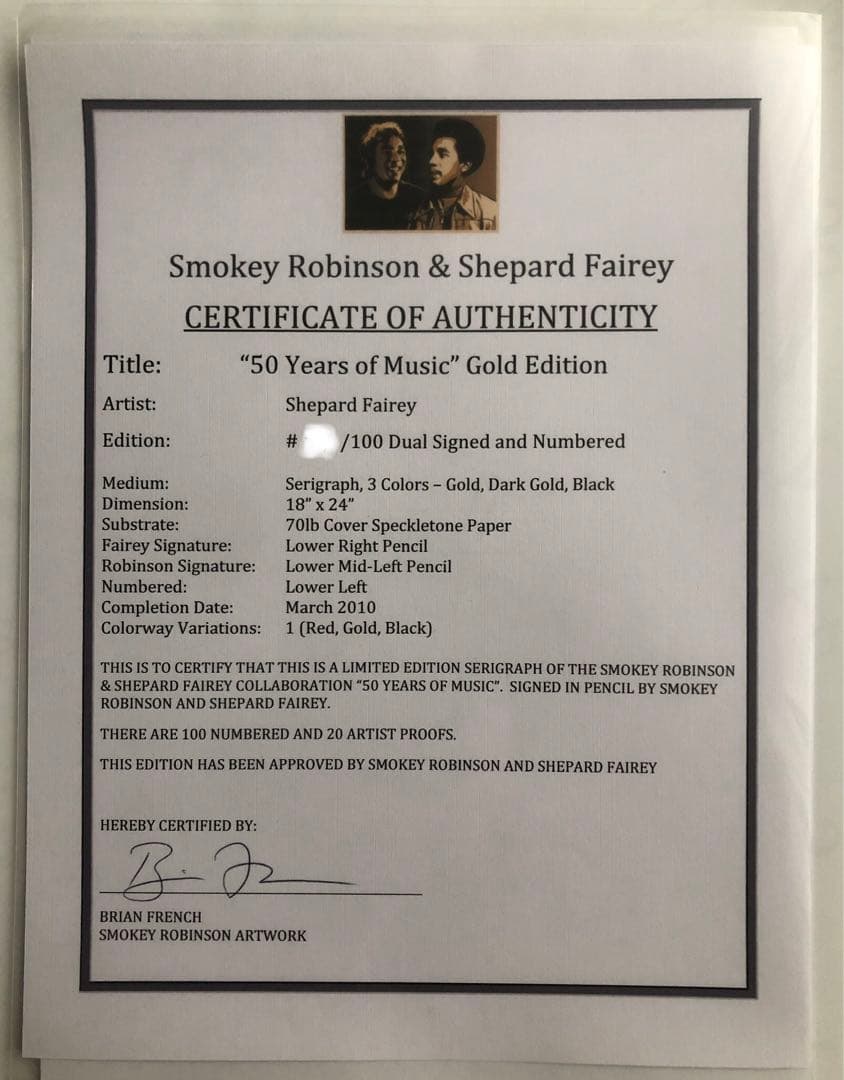 Smokey Robinson & Shepard Fairey
CERTIFICATE OF AUTHENTICITY
Title: “50 Years of Music” Gold Edition
Artist: Shepard Fairey
Edition: # /100 Dual Signed and Numbered
Medium: Serigraph, 3 Colors – Gold, Dark Gold, Black
Dimension: 18” x 24”
Substrate: 70lb Cover Speckletone Paper
Fairey Signature: Lower Right Pencil
Robinson Signature: Lower Mid-Left Pencil
Numbered: Lower Left
Completion Date: March 2010
Colorway Variations: 1 (Red, Gold, Black)
THIS IS TO CERTIFY THAT THIS IS A LIMITED EDITION SERIGRAPH OF THE SMOKEY ROBINSON
& SHEPARD FAIREY COLLABORATION “50 YEARS OF MUSIC”. SIGNED IN PENCIL BY SMOKEY
ROBINSON AND SHEPARD FAIREY.
THERE ARE 100 NUMBERED AND 20 ARTIST PROOFS.
THIS EDITION HAS BEEN APPROVED BY SMOKEY ROBINSON AND SHEPARD FAIREY
HEREBY CERTIFIED BY:
BRIAN FRENCH
SMOKEY ROBINSON ARTWORK